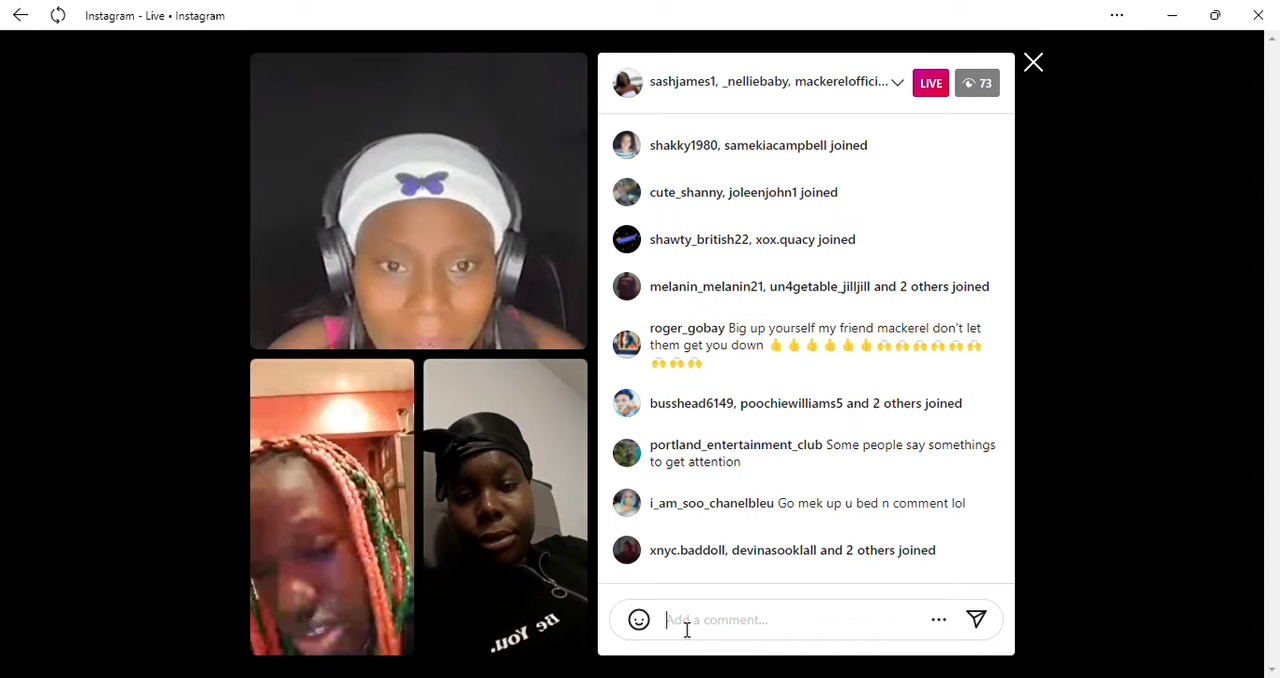 Instagram - Live • Instagram
sashjames1, _nelliebaby, mackereloffici...
LIVE
73
shakky1980, samekiacampbell joined
cute_shanny, joleenjohn1 joined
shawty_british22, xox.quacy joined
melanin_melanin21, un4getable_jilljill and 2 others joined
roger_gobay Big up yourself my friend mackerel don't let
them get you down 👍👍👍👍👍👍🙌🙌🙌🙌🙌🙌
🙌🙌🙌
busshead6149, poochiewilliams5 and 2 others joined
portland_entertainment_club Some people say somethings
to get attention
i_am_soo_chanelbleu Go mek up u bed n comment lol
xnyc.baddoll, devinasooklall and 2 others joined
Add a comment...
Be You.